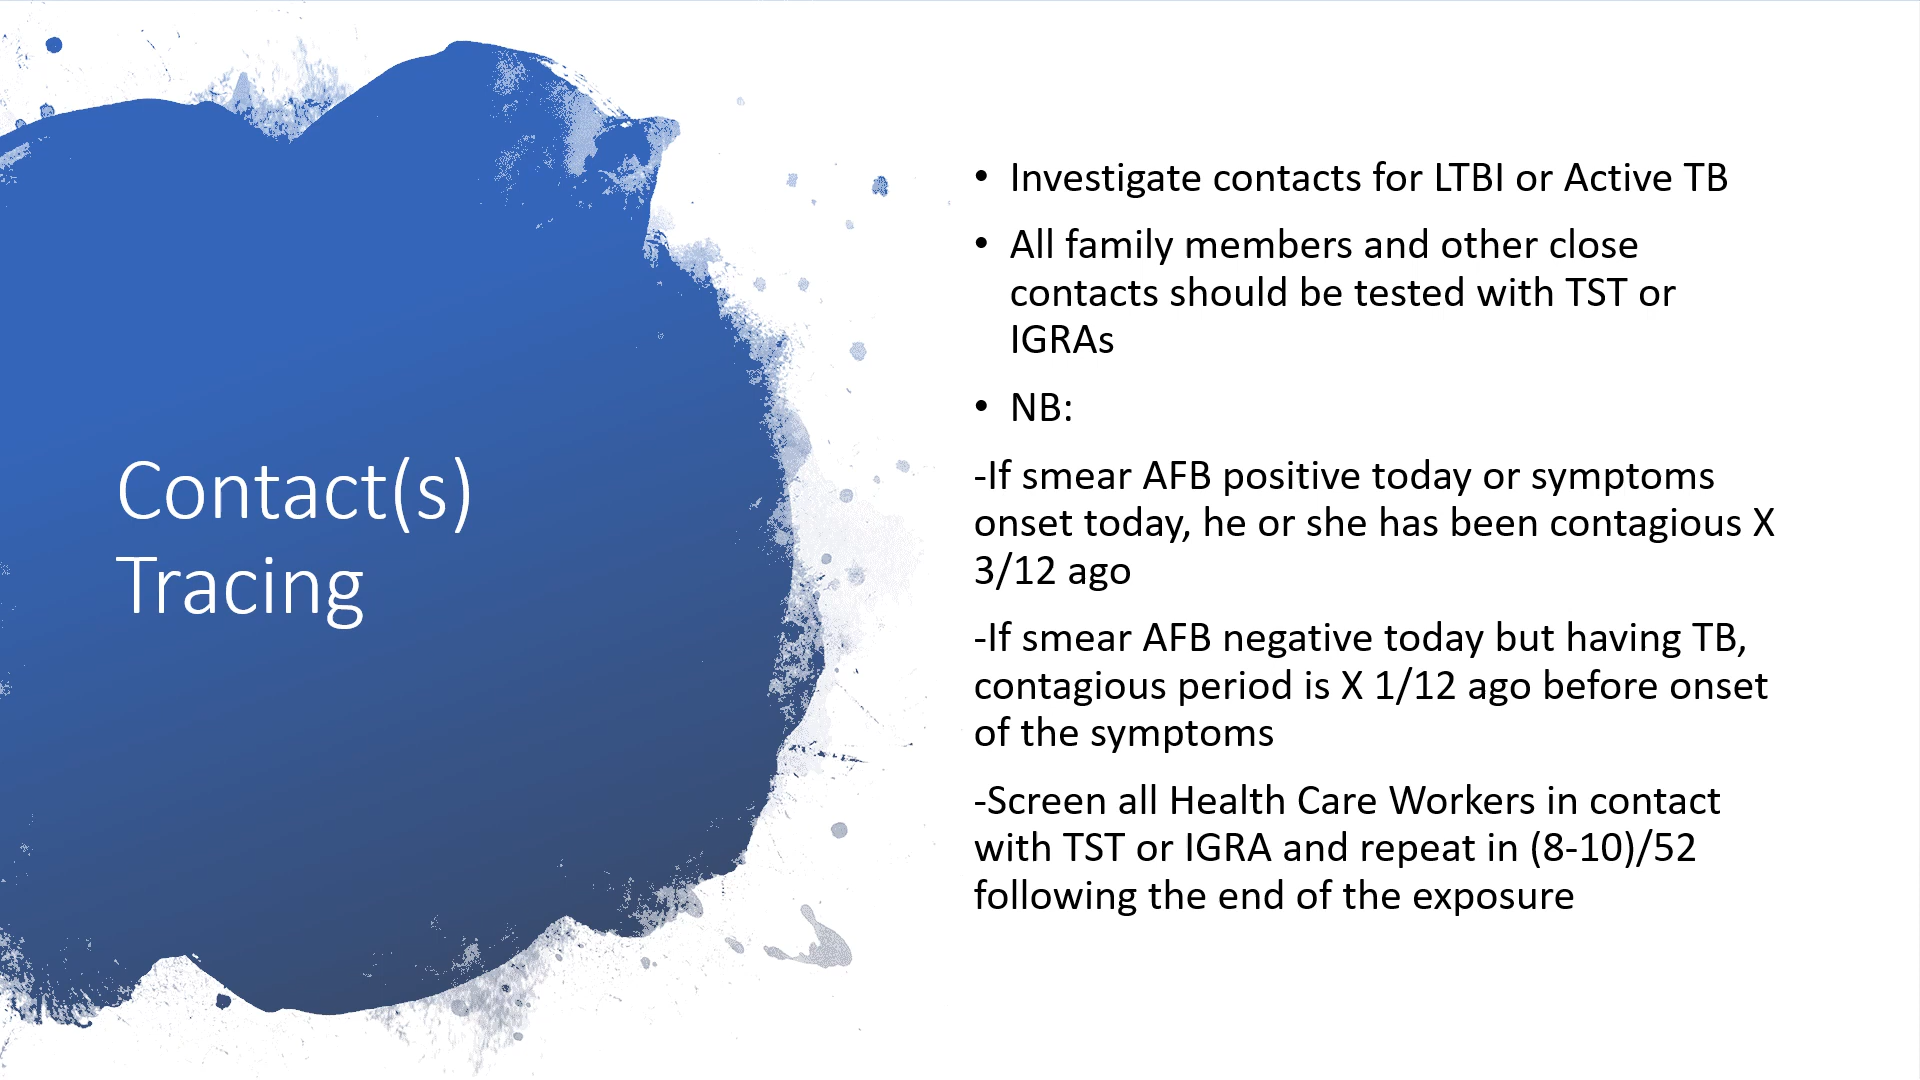 Contact(s)
Tracing
• Investigate contacts for LTBI or Active TB
• All family members and other close
contacts should be tested with TST or
IGRAs
• NB:
-If smear AFB positive today or symptoms
onset today, he or she has been contagious X
3/12 ago
-If smear AFB negative today but having TB,
contagious period is X 1/12 ago before onset
of the symptoms
-Screen all Health Care Workers in contact
with TST or IGRA and repeat in (8-10)/52
following the end of the exposure